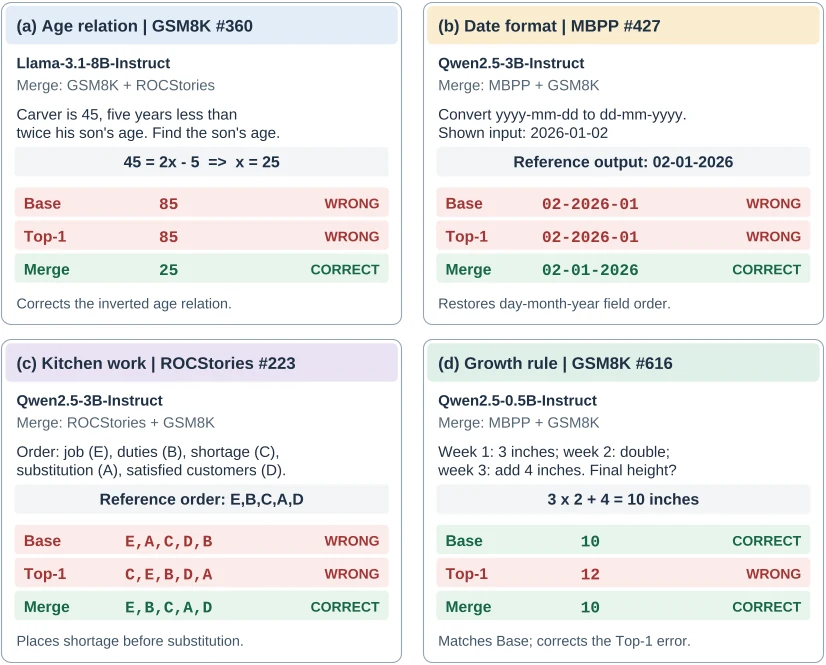 (a) Age relation | GSM8K #360
Llama-3.1-8B-Instruct
Merge: GSM8K + ROCStories
Carver is 45, five years less than
twice his son's age. Find the son's age.
45 = 2x - 5 => x = 25
Base 85 WRONG
Top-1 85 WRONG
Merge 25 CORRECT
Corrects the inverted age relation.
(b) Date format | MBPP #427
Qwen2.5-3B-Instruct
Merge: MBPP + GSM8K
Convert yyyy-mm-dd to dd-mm-yyyy.
Shown input: 2026-01-02
Reference output: 02-01-2026
Base 02-2026-01 WRONG
Top-1 02-2026-01 WRONG
Merge 02-01-2026 CORRECT
Restores day-month-year field order.
(c) Kitchen work | ROCStories #223
Qwen2.5-3B-Instruct
Merge: ROCStories + GSM8K
Order: job (E), duties (B), shortage (C),
substitution (A), satisfied customers (D).
Reference order: E,B,C,A,D
Base E,A,C,D,B WRONG
Top-1 C,E,B,D,A WRONG
Merge E,B,C,A,D CORRECT
Places shortage before substitution.
(d) Growth rule | GSM8K #616
Qwen2.5-0.5B-Instruct
Merge: MBPP + GSM8K
Week 1: 3 inches; week 2: double;
week 3: add 4 inches. Final height?
3 x 2 + 4 = 10 inches
Base 10 CORRECT
Top-1 12 WRONG
Merge 10 CORRECT
Matches Base; corrects the Top-1 error.